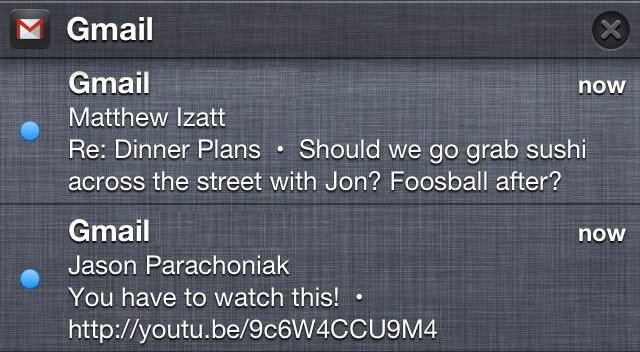 Gmail
Gmail now
Matthew Izatt
Re: Dinner Plans • Should we go grab sushi
across the street with Jon? Foosball after?
Gmail now
Jason Parachoniak
You have to watch this! •
http://youtu.be/9c6W4CCU9M4